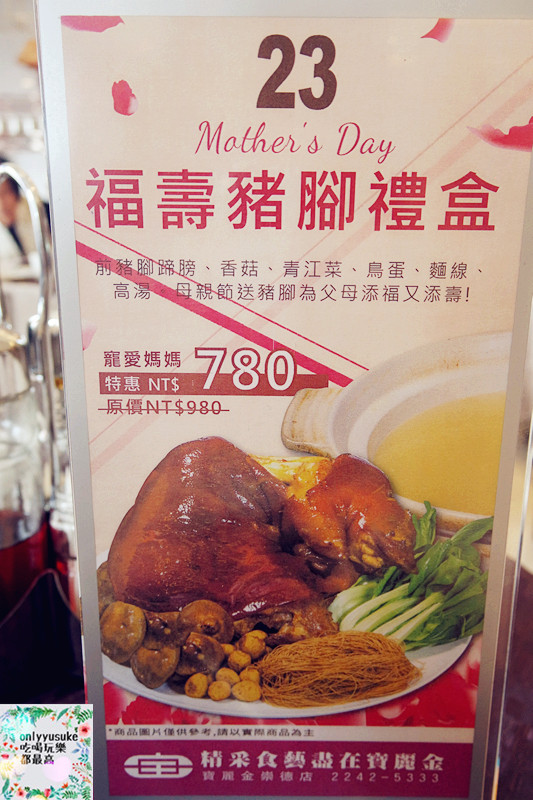 23
Mother's Day
福壽豬腳禮盒
前豬腳蹄膀、香菇、青江菜、鳥蛋、麵線、
高湯。母親節送豬腳為父母添福又添壽!
寵愛媽媽
特惠 NT$ 780
原價NT$980
*商品圖片僅供參考,請以實際商品為主
精采食藝盡在寶麗金
寶麗金崇德店 2242-5333
onlyyusuke
吃喝玩樂
都最高